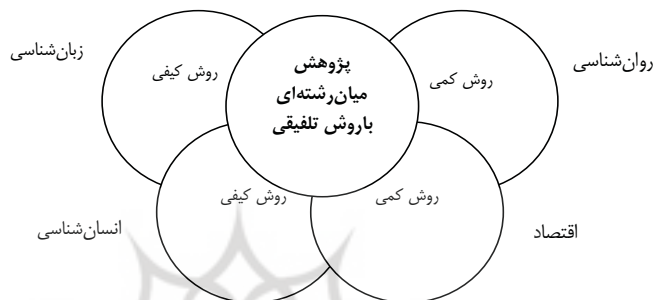 روان‌شناسی
روش کمی
پژوهش
میان‌رشته‌ای
باروش تلفیقی
روش کیفی
زبان‌شناسی
اقتصاد
روش کمی
روش کیفی
انسان‌شناسی